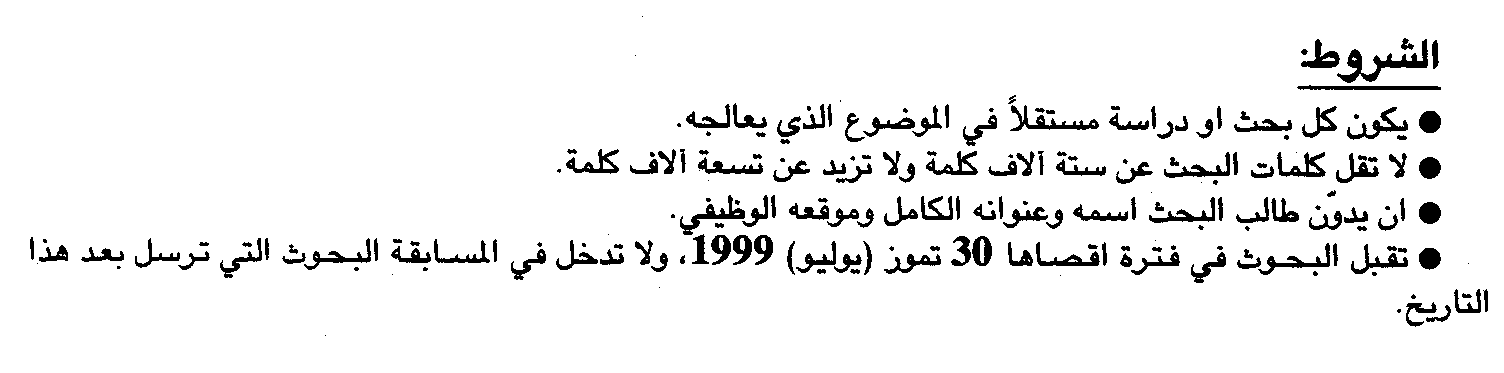 الشروط:
● يكون كل بحث او دراسة مستقلاً في الموضوع الذي يعالجه.
● لا تقل كلمات البحث عن ستة آلاف كلمة ولا تزيد عن تسعة آلاف كلمة.
● ان يدوّن طالب البحث اسمه وعنوانه الكامل وموقعه الوظيفي.
● تقبل البحوث في فترة اقصاها 30 تموز (يوليو) 1999، ولا تدخل في المسابقة البحوث التي ترسل بعد هذا
التاريخ.